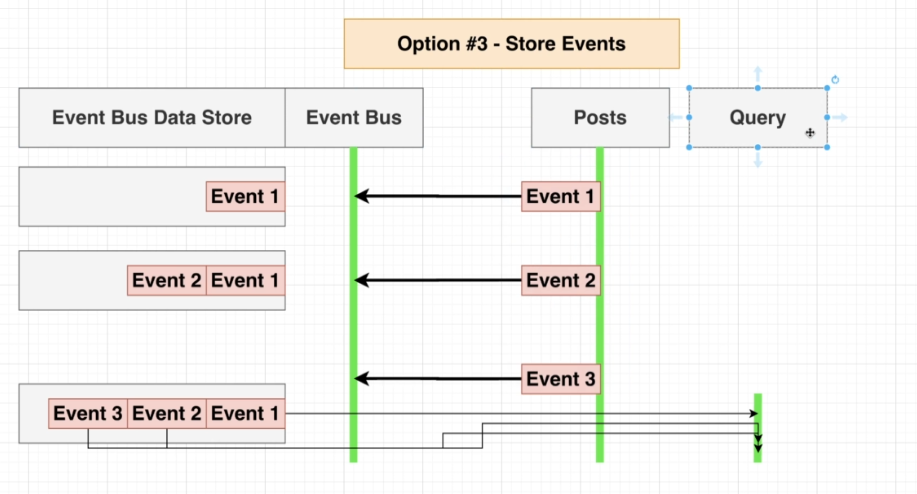 Option #3 - Store Events
Event Bus Data Store
Event Bus
Posts
Query
Event 1
Event 1
Event 2
Event 1
Event 2
Event 3
Event 3
Event 2
Event 1